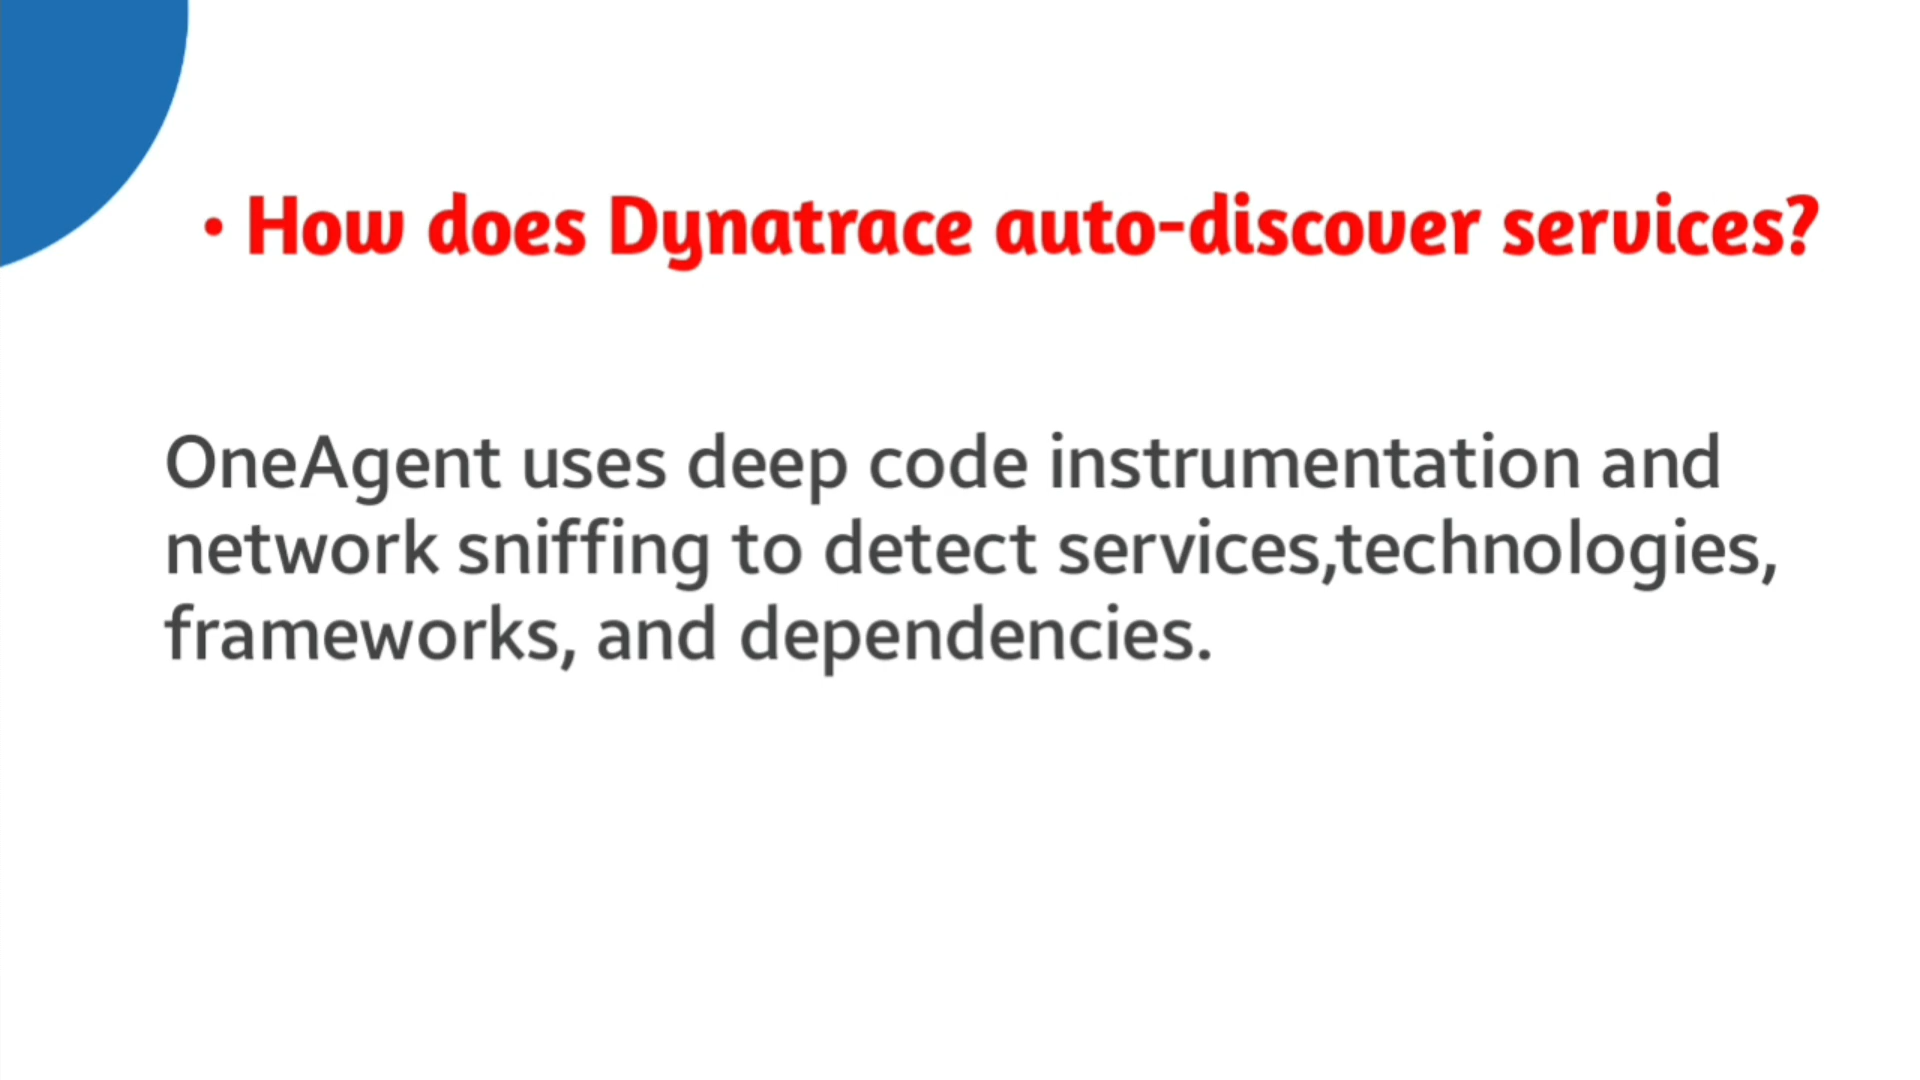 • How does Dynatrace auto-discover services?
OneAgent uses deep code instrumentation and
network sniffing to detect services,technologies,
frameworks, and dependencies.